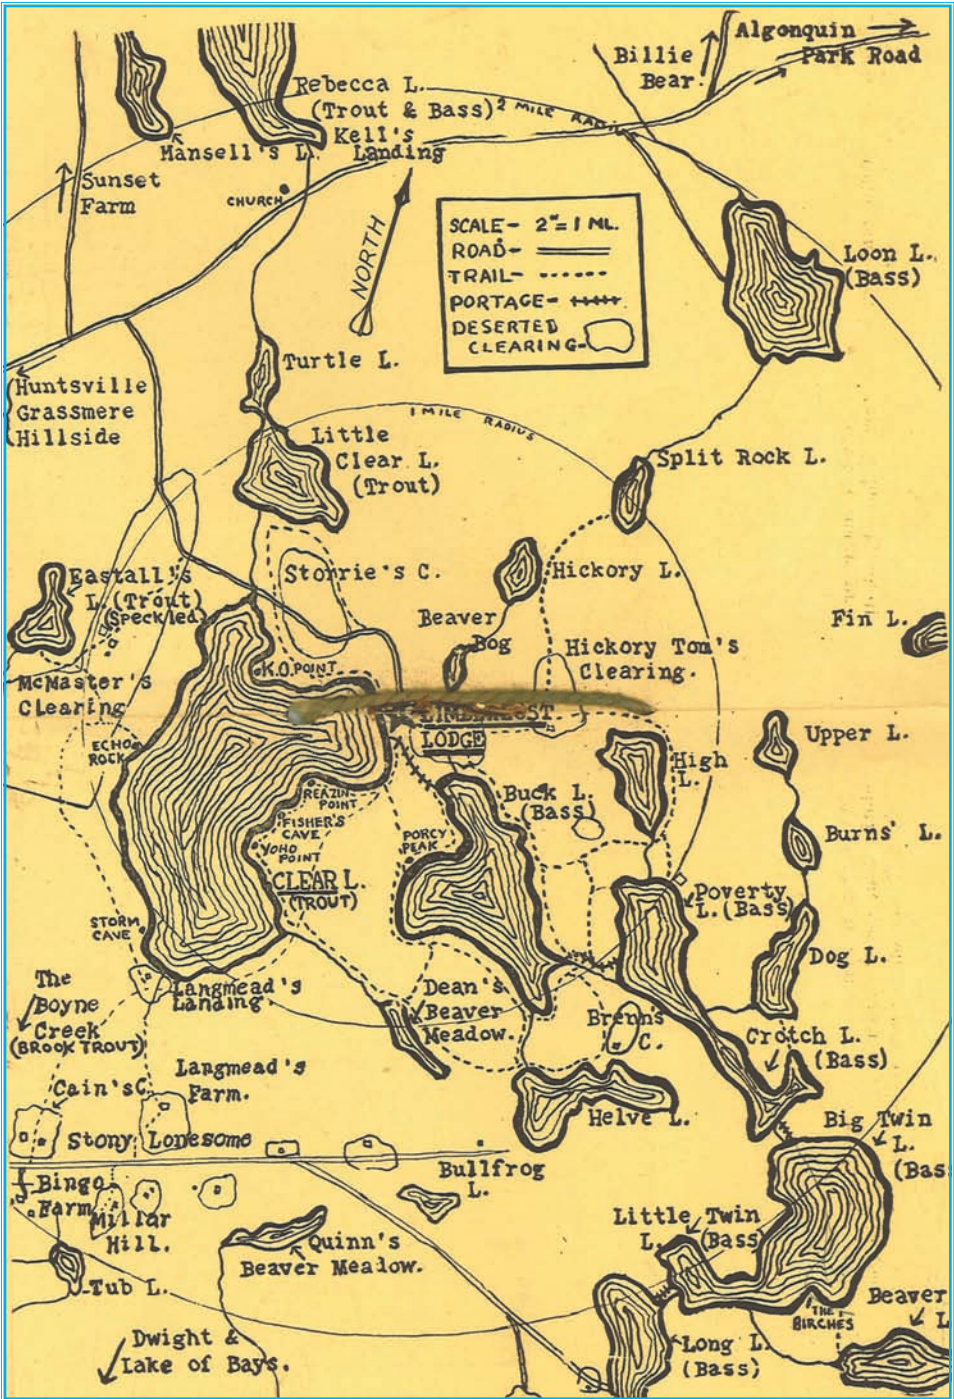 Algonquin
Park Road
Billie
Bear
Rebecca L.
(Trout & Bass)
2 MILE RADIUS
Kell's
Landing
Mansell's L.
Sunset
Farm
CHURCH
NORTH
SCALE- 2"= 1 ML.
ROAD-
TRAIL-
PORTAGE-
DESERTED
CLEARING-
Loon L.
(Bass)
Turtle L.
Huntsville
Grassmere
Hillside
1 MILE RADIUS
Little
Clear L.
(Trout)
Split Rock L.
Storrie's C.
Hickory L.
Eastall's
L. (Trout)
(Speckled)
Beaver
Bog
Hickory Tom's
Clearing.
Fin L.
K.O. POINT
McMaster's
Clearing
LODGE
ECHO
ROCK
High
L.
Upper L.
REAZIN
POINT
Buck L.
(Bass)
FISHER'S
CAVE
YOHO
POINT
PORCY
PEAK
Burns' L.
CLEAR L.
(TROUT)
Poverty
L. (Bass)
STORM
CAVE
Dog L.
The
Boyne
Creek
(BROOK TROUT)
Langmead's
Landing
Dean's
Beaver
Meadow.
Brenn's
C.
Crotch L.
(Bass)
Cain's C.
Langmead's
Farm.
Helve L.
Big Twin
L.
(Bas
Stony Lonesome
Bullfrog
L.
Bingo
Farm
Millar
Hill.
Little Twin
L. (Bass)
Quinn's
Beaver Meadow.
Tub L.
THE
BIRCHES
Beaver
L
Dwight &
Lake of Bays.
Long L.
(Bass)